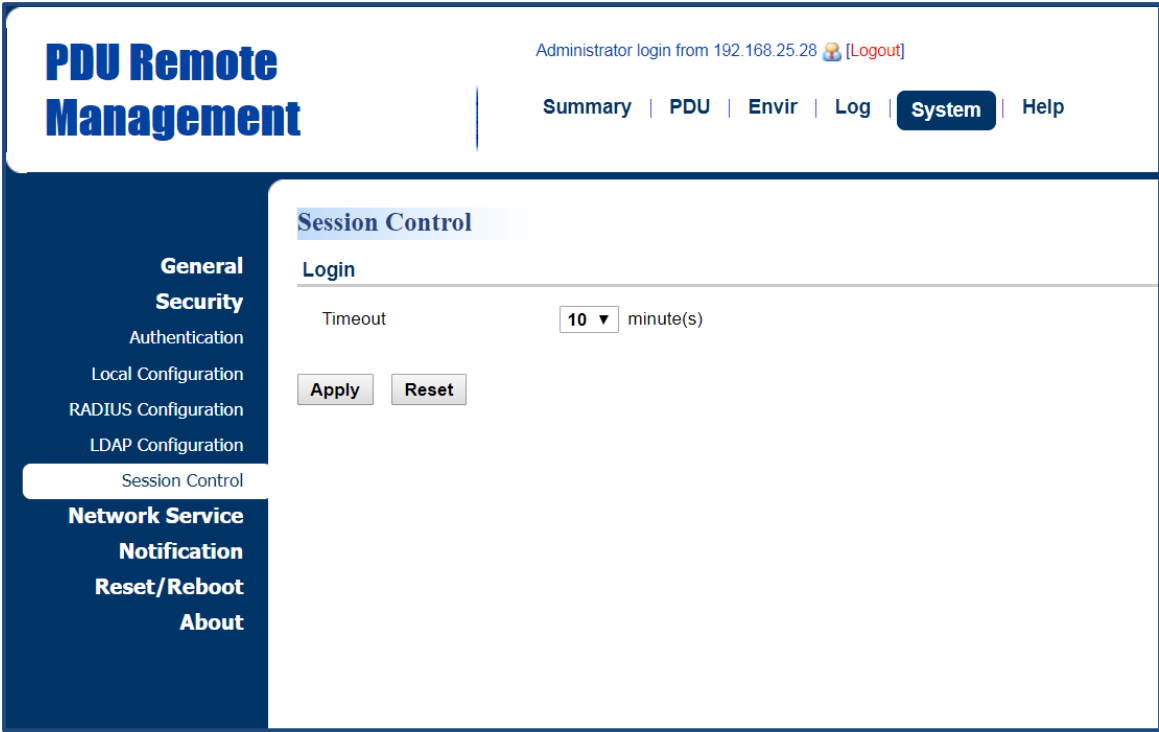 PDU Remote
Management
Administrator login from 192.168.25.28 [Logout]
Summary | PDU | Envir | Log | System | Help
General
Security
Authentication
Local Configuration
RADIUS Configuration
LDAP Configuration
Session Control
Network Service
Notification
Reset/Reboot
About
Session Control
Login
Timeout 10 ▼ minute(s)
Apply Reset